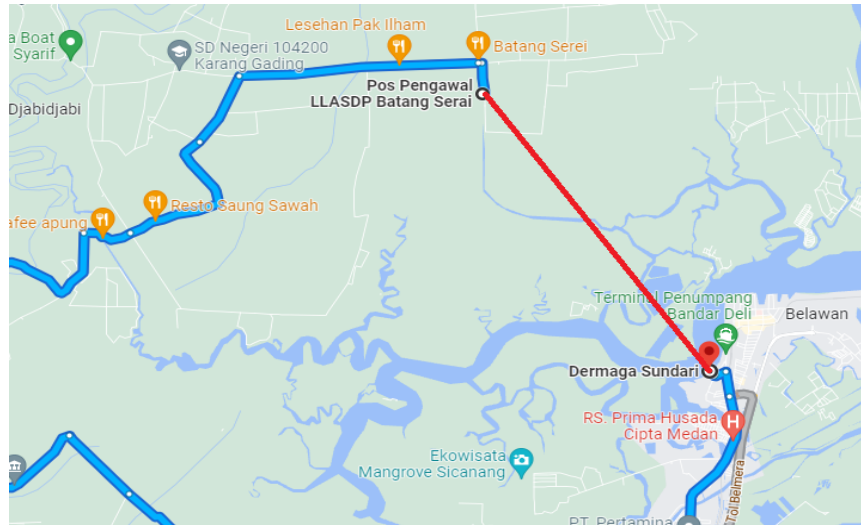 Lesehan Pak Ilham
a Boat
Syarif
SD Negeri 104200
Karang Gading
Batang Serei
Pos Pengawal
LLASDP Batang Serai
Djabidjabi
Resto Saung Sawah
afee apung
Terminal Penumpang
Bandar Deli
Belawan
Dermaga Sundari
RS. Prima Husada
Cipta Medan
H
Ekowisata
Mangrove Sicanang
Tol Belmera
PT. Pertamina